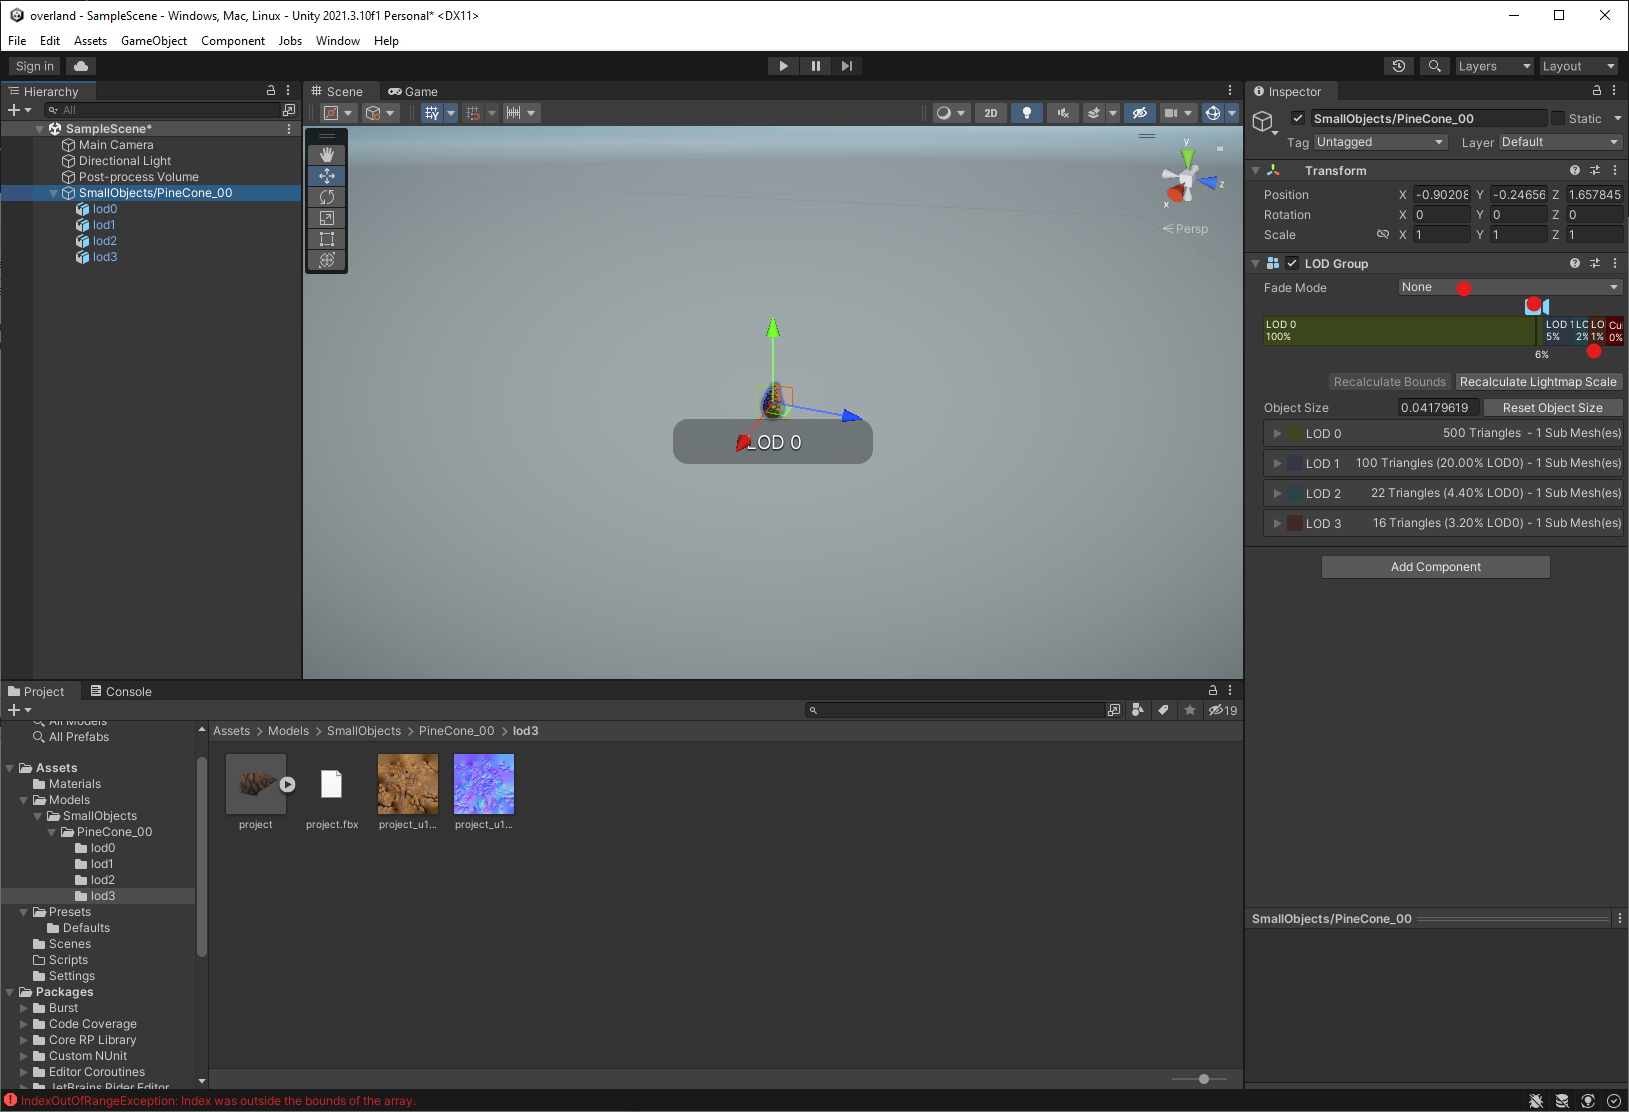 overland - SampleScene - Windows, Mac, Linux - Unity 2021.3.10f1 Personal* <DX11>
File Edit Assets GameObject Component Jobs Window Help
Sign in
Layers
Layout
Hierarchy
All
SampleScene*
Main Camera
Directional Light
Post-process Volume
SmallObjects/PineCone_00
lod0
lod1
lod2
lod3
Scene
Game
2D
y
z
x
Persp
LOD 0
Inspector
SmallObjects/PineCone_00
Static
Tag Untagged
Layer Default
Transform
Position X -0.90208 Y -0.24656 Z 1.657845
Rotation X 0 Y 0 Z 0
Scale X 1 Y 1 Z 1
LOD Group
Fade Mode None
LOD 0 LOD 1 LO Cu
100% 5% 2% 1% 0%
6%
Recalculate Bounds Recalculate Lightmap Scale
Object Size 0.04179619 Reset Object Size
LOD 0 500 Triangles - 1 Sub Mesh(es)
LOD 1 100 Triangles (20.00% LOD0) - 1 Sub Mesh(es)
LOD 2 22 Triangles (4.40% LOD0) - 1 Sub Mesh(es)
LOD 3 16 Triangles (3.20% LOD0) - 1 Sub Mesh(es)
Add Component
SmallObjects/PineCone_00
Project
Console
19
All Models
All Prefabs
Assets
Materials
Models
SmallObjects
PineCone_00
lod0
lod1
lod2
lod3
Presets
Defaults
Scenes
Scripts
Settings
Packages
Burst
Code Coverage
Core RP Library
Custom NUnit
Editor Coroutines
JetBrains Rider Editor
Assets > Models > SmallObjects > PineCone_00 > lod3
project
project.fbx
project_u1...
project_u1...
IndexOutOfRangeException: Index was outside the bounds of the array.